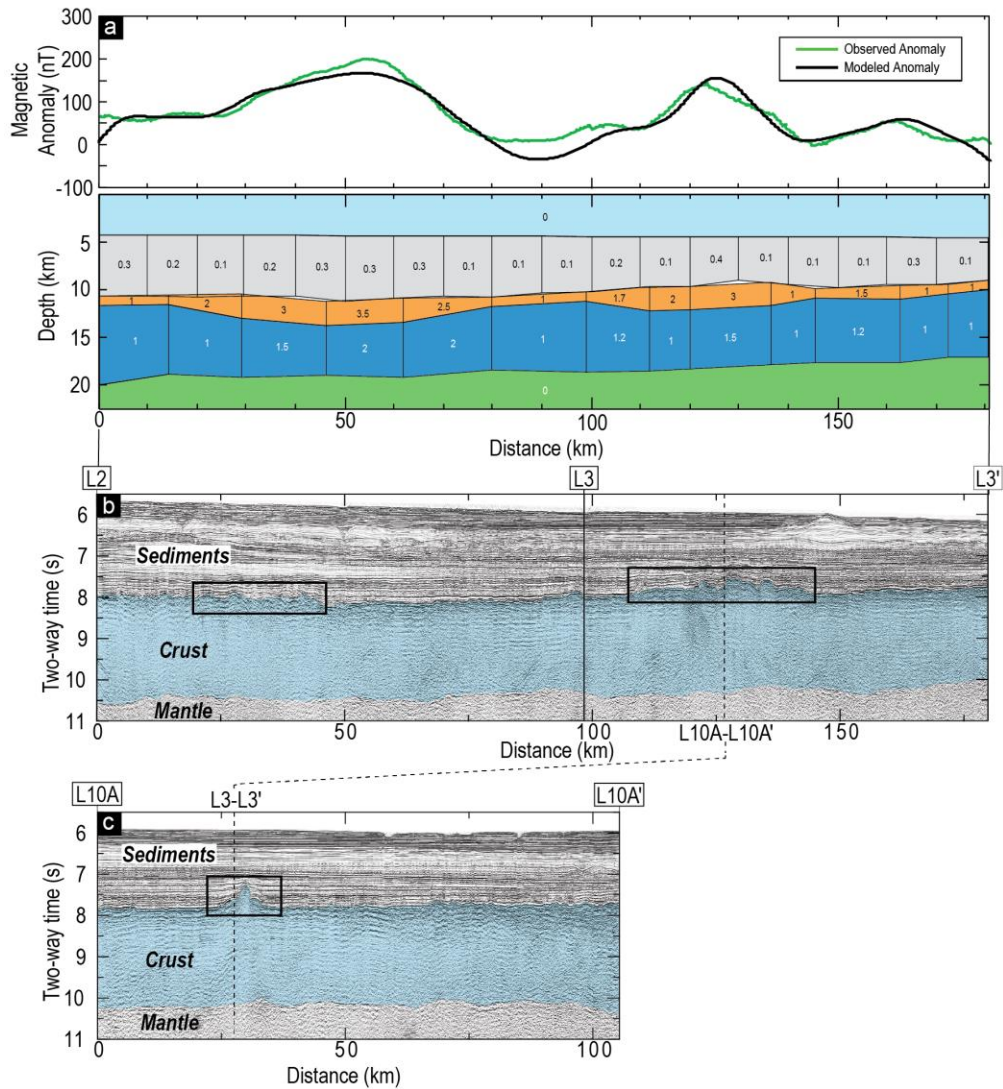 a
300
200
100
0
-100
Magnetic
Anomaly (nT)
Observed Anomaly
Modeled Anomaly
0
0.3 0.2 0.1 0.2 0.3 0.3 0.3 0.1 0.1 0.1 0.2 0.1 0.4 0.1 0.1 0.1 0.3 0.1
1 2 3 3.5 2.5 1 1.7 2 3 1 1.5 1 1
1 1 1.5 2 2 1 1.2 1 1.5 1 1.2 1 1
0
5
10
15
20
Depth (km)
0 50 100 150
Distance (km)
L2 L3 L3'
b
6
7
8
9
10
11
Two-way time (s)
Sediments
Crust
Mantle
0 50 100 150
Distance (km)
L10A-L10A'
L10A L3-L3' L10A'
c
6
7
8
9
10
11
Two-way time (s)
Sediments
Crust
Mantle
0 50 100
Distance (km)